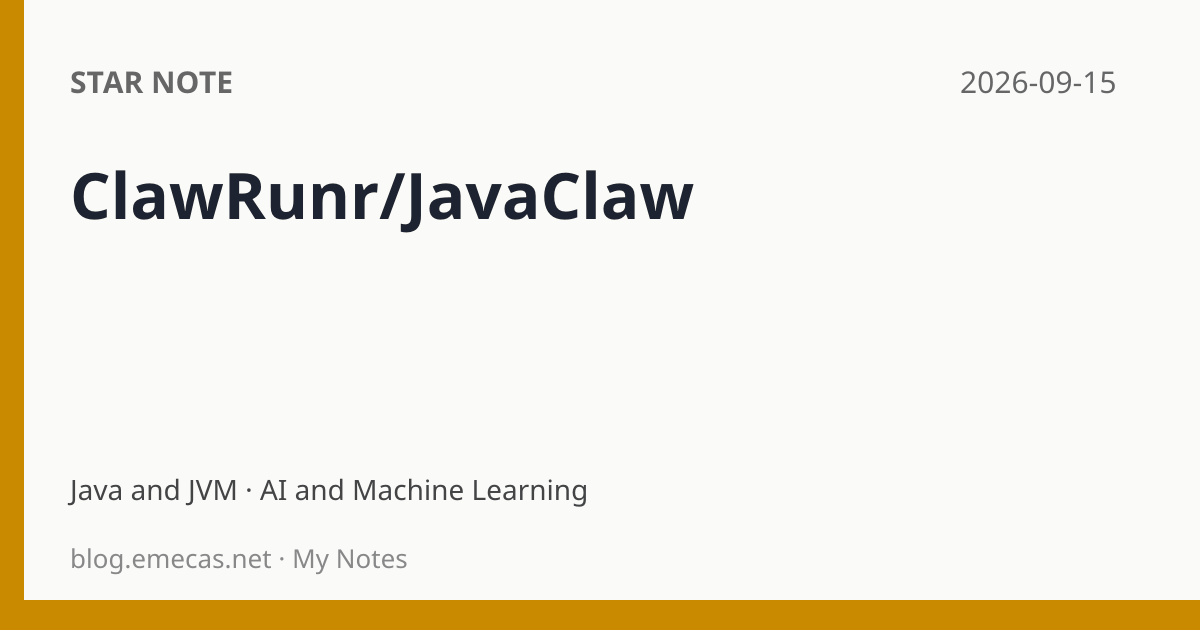 STAR NOTE
2026-09-15
ClawRunr/JavaClaw
Java and JVM · AI and Machine Learning
blog.emecas.net · My Notes